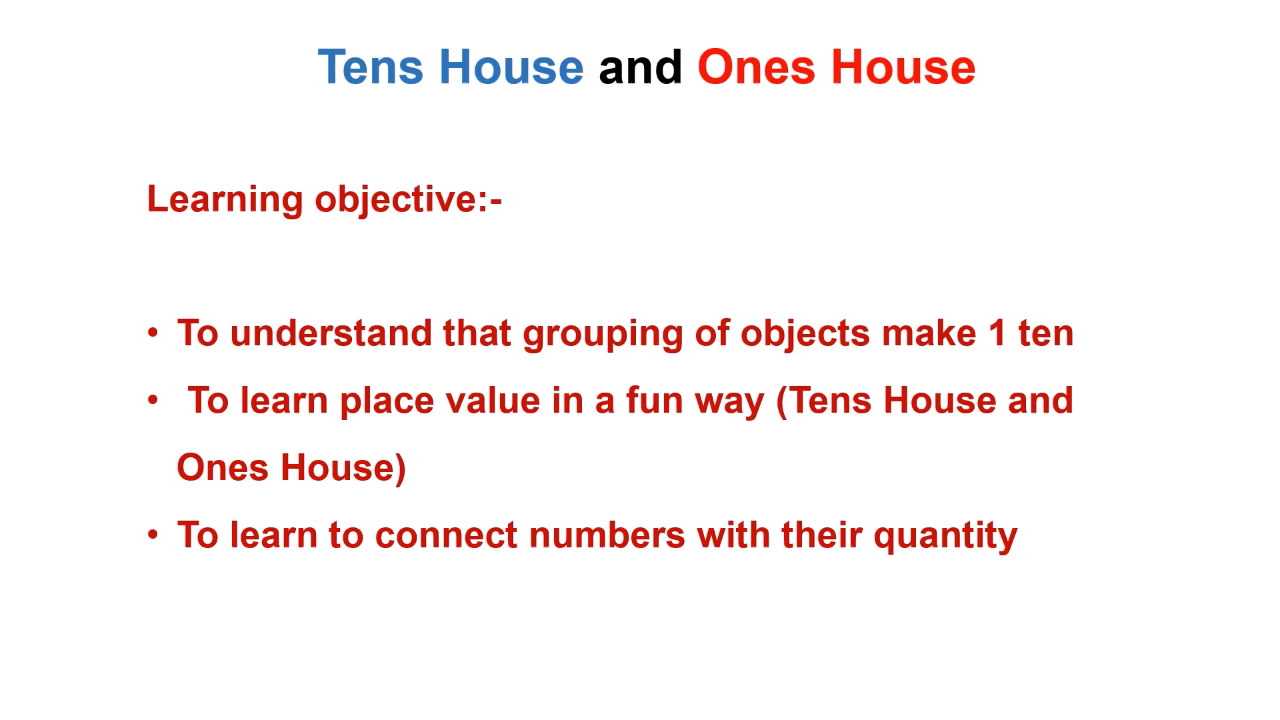 Tens House and Ones House
Learning objective:-
• To understand that grouping of objects make 1 ten
• To learn place value in a fun way (Tens House and
Ones House)
• To learn to connect numbers with their quantity